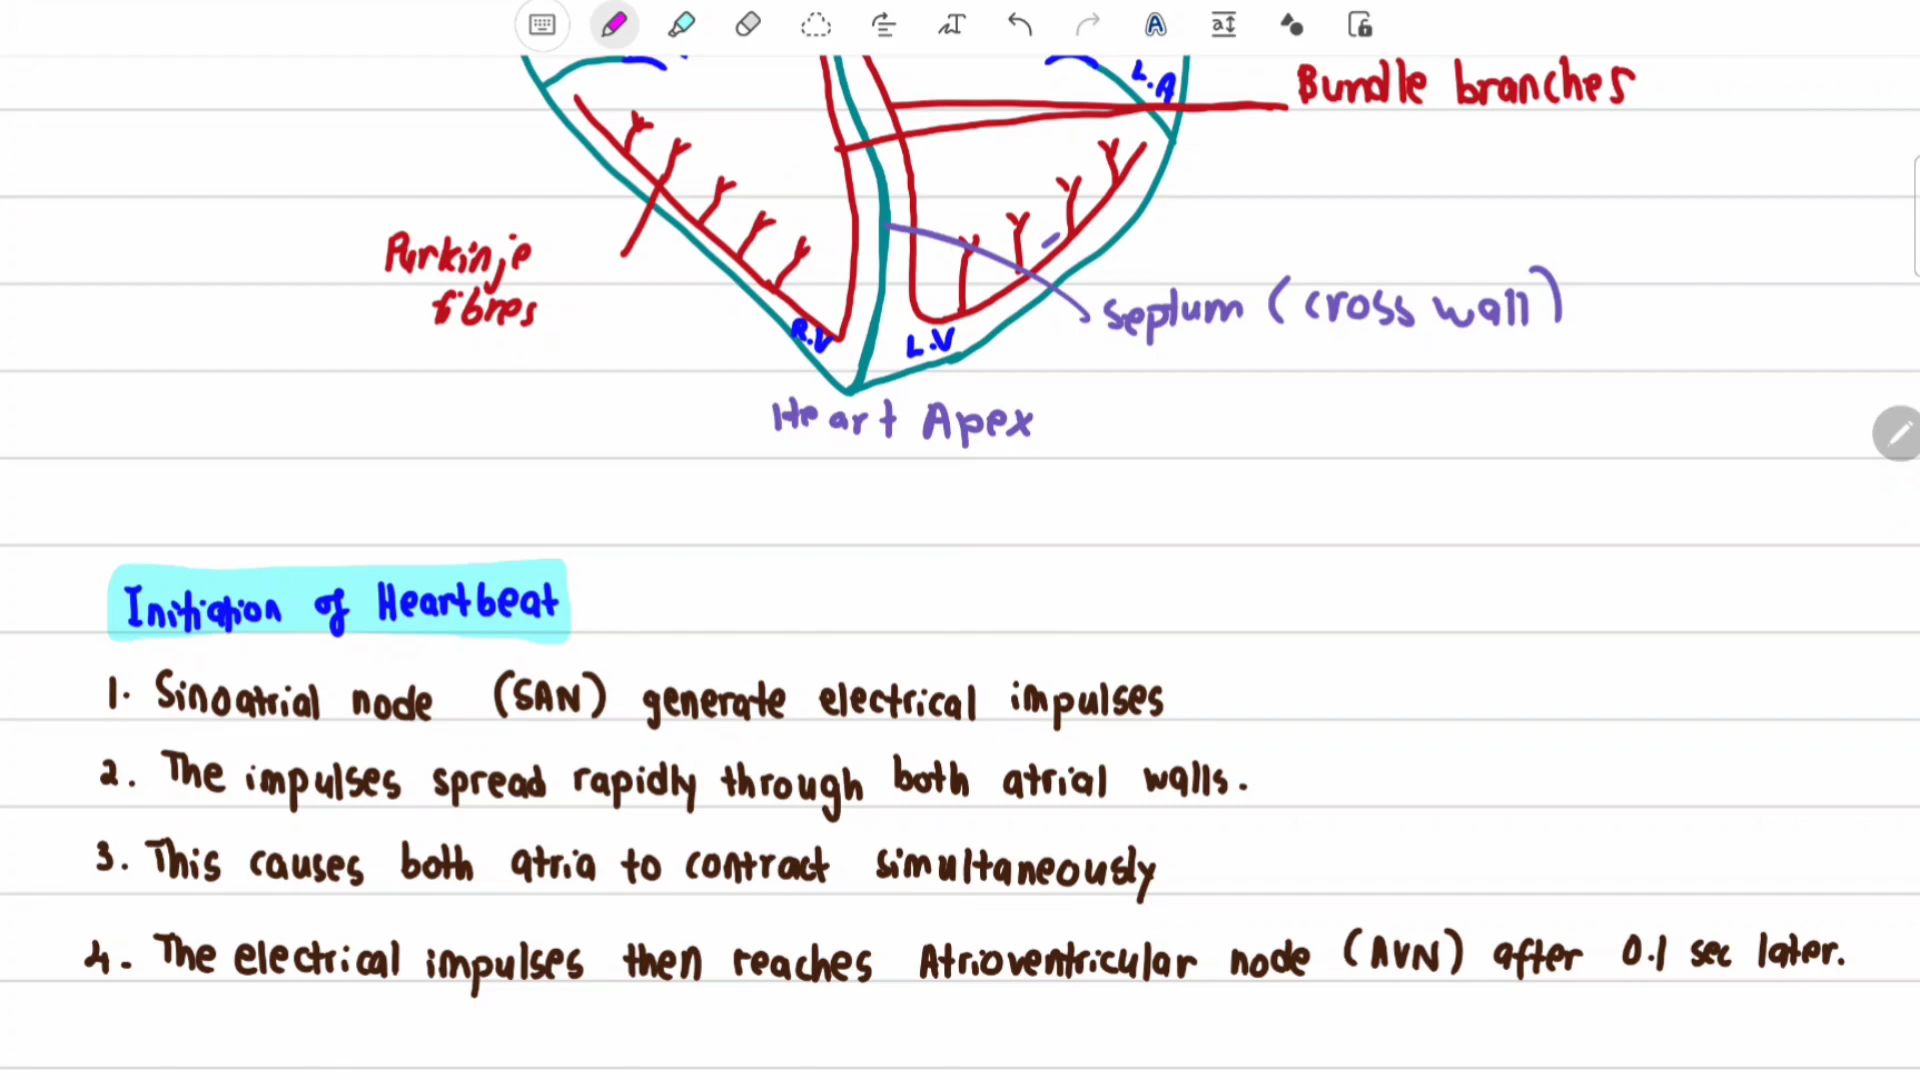 L.A
Bundle branches
Purkinje
fibres
Septum (cross wall)
R.V
L.V
Heart Apex
Initiation of Heartbeat
1. Sinoatrial node (SAN) generate electrical impulses
2. The impulses spread rapidly through both atrial walls.
3. This causes both atria to contract simultaneously
4. The electrical impulses then reaches Atrioventricular node (AVN) after 0.1 sec later.